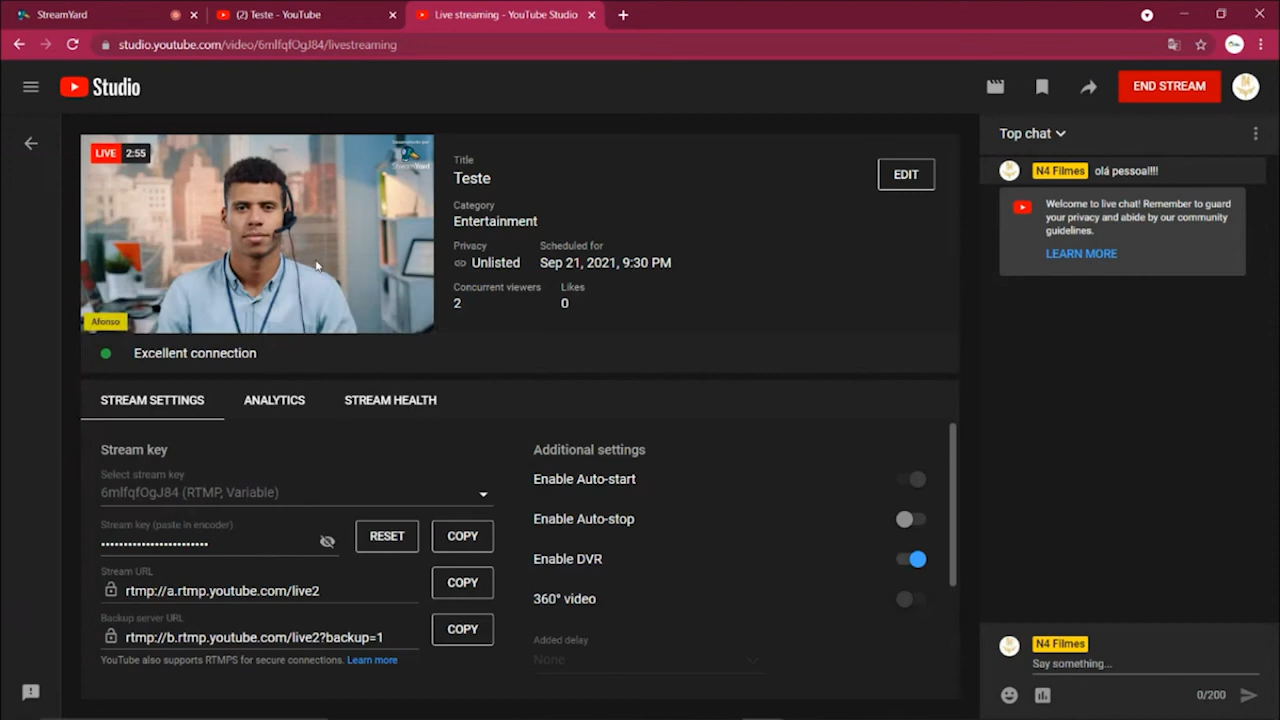 StreamYard
(2) Teste - YouTube
Live streaming - YouTube Studio
studio.youtube.com/video/6mlfqfOgJ84/livestreaming
Studio
END STREAM
LIVE 2:55
StreamYard
Afonso
Title
Teste
EDIT
Category
Entertainment
Privacy
Scheduled for
Unlisted
Sep 21, 2021, 9:30 PM
Concurrent viewers
Likes
2
0
Excellent connection
STREAM SETTINGS
ANALYTICS
STREAM HEALTH
Stream key
Select stream key
6mlfqfOgJ84 (RTMP, Variable)
Stream key (paste in encoder)
RESET
COPY
Stream URL
rtmp://a.rtmp.youtube.com/live2
COPY
Backup server URL
rtmp://b.rtmp.youtube.com/live2?backup=1
COPY
YouTube also supports RTMPS for secure connections. Learn more
Additional settings
Enable Auto-start
Enable Auto-stop
Enable DVR
360° video
Added delay
None
Top chat
N4 Filmes olá pessoal!!!
Welcome to live chat! Remember to guard
your privacy and abide by our community
guidelines.
LEARN MORE
N4 Filmes
Say something...
0/200